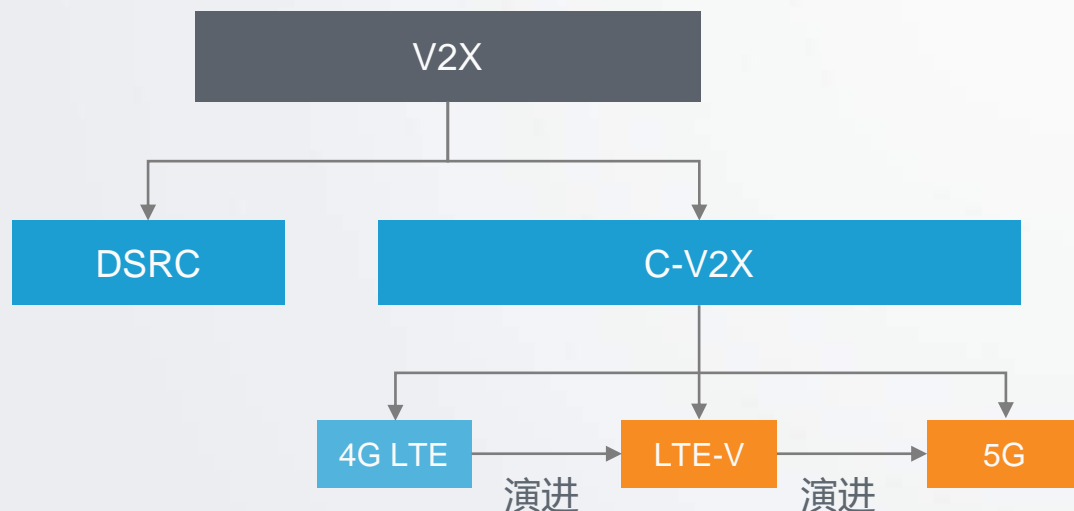 V2X
DSRC
C-V2X
4G LTE
LTE-V
5G
演进
演进